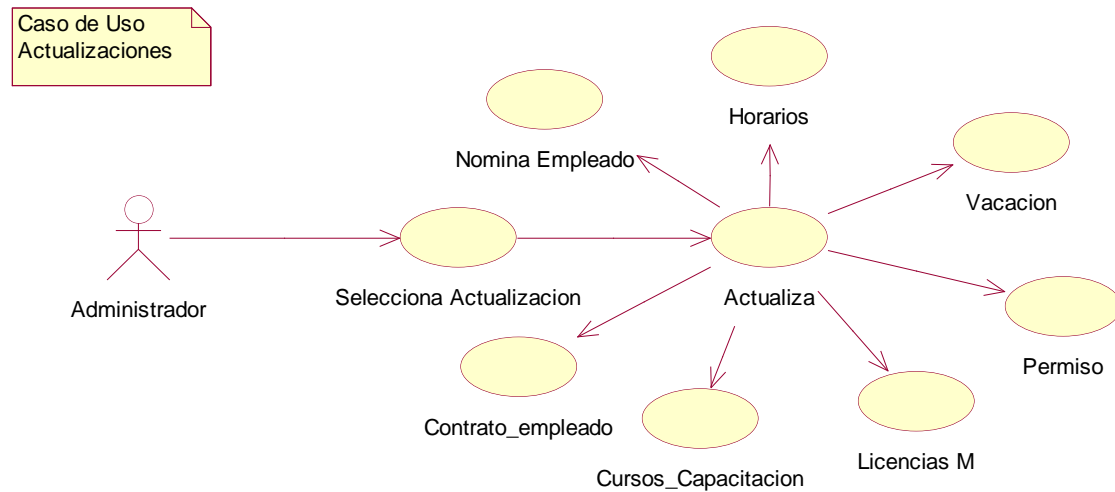 Caso de Uso
Actualizaciones
Horarios
Nomina Empleado
Vacacion
Administrador
Selecciona Actualizacion
Actualiza
Permiso
Contrato_empleado
Cursos_Capacitacion
Licencias M